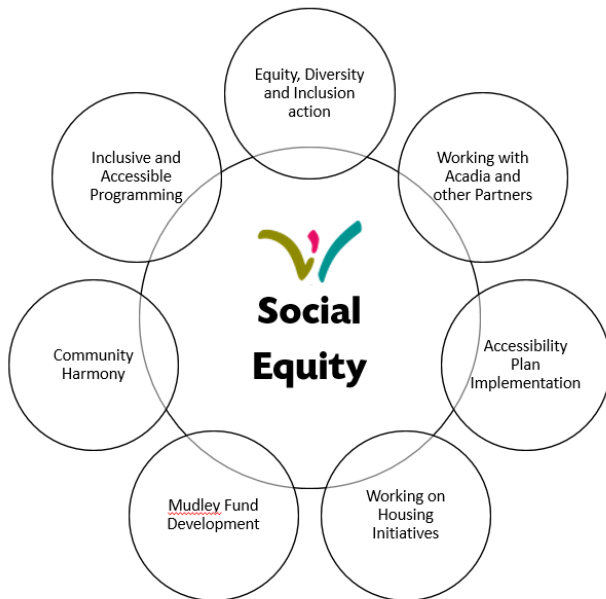 Equity, Diversity
and Inclusion
action
Inclusive and
Accessible
Programming
Working with
Acadia and
other Partners
Social
Equity
Community
Harmony
Accessibility
Plan
Implementation
Mudley Fund
Development
Working on
Housing
Initiatives